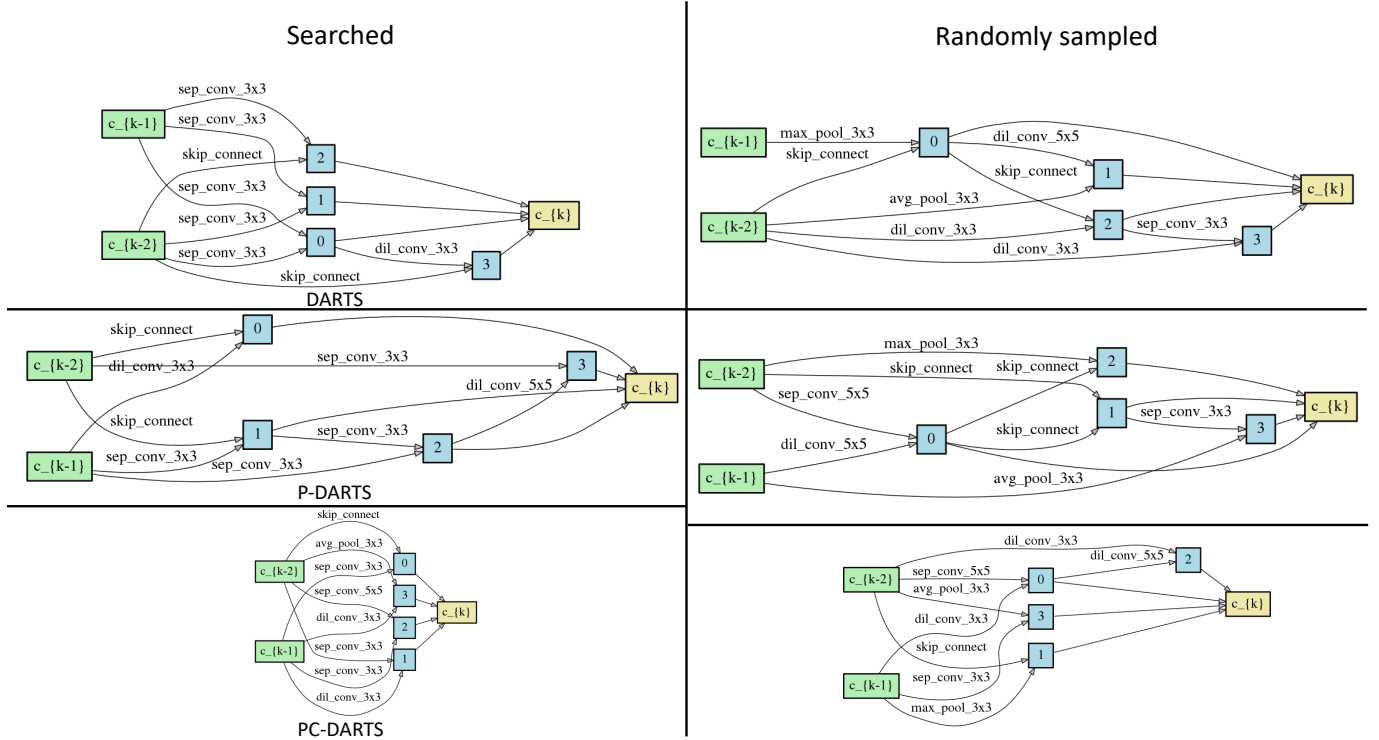 Searched
Randomly sampled
sep_conv_3x3
c_{k-1}
sep_conv_3x3
skip_connect
2
sep_conv_3x3
1
c_{k}
sep_conv_3x3
0
c_{k-2}
sep_conv_3x3
dil_conv_3x3
3
skip_connect
DARTS
c_{k-1}
max_pool_3x3
skip_connect
0
dil_conv_5x5
skip_connect
1
c_{k}
avg_pool_3x3
c_{k-2}
dil_conv_3x3
2
sep_conv_3x3
3
dil_conv_3x3
skip_connect
0
c_{k-2}
dil_conv_3x3
sep_conv_3x3
3
dil_conv_5x5
c_{k}
skip_connect
1
sep_conv_3x3
2
c_{k-1}
sep_conv_3x3
sep_conv_3x3
P-DARTS
max_pool_3x3
c_{k-2}
skip_connect
skip_connect
2
sep_conv_5x5
1
sep_conv_3x3
c_{k}
dil_conv_5x5
0
skip_connect
3
c_{k-1}
avg_pool_3x3
skip_connect
avg_pool_3x3
c_{k-2}
sep_conv_3x3
0
sep_conv_5x5
3
c_{k}
dil_conv_3x3
2
c_{k-1}
sep_conv_3x3
1
sep_conv_3x3
dil_conv_3x3
PC-DARTS
dil_conv_3x3
dil_conv_5x5
2
c_{k-2}
sep_conv_5x5
0
avg_pool_3x3
c_{k}
dil_conv_3x3
3
skip_connect
1
c_{k-1}
sep_conv_3x3
max_pool_3x3